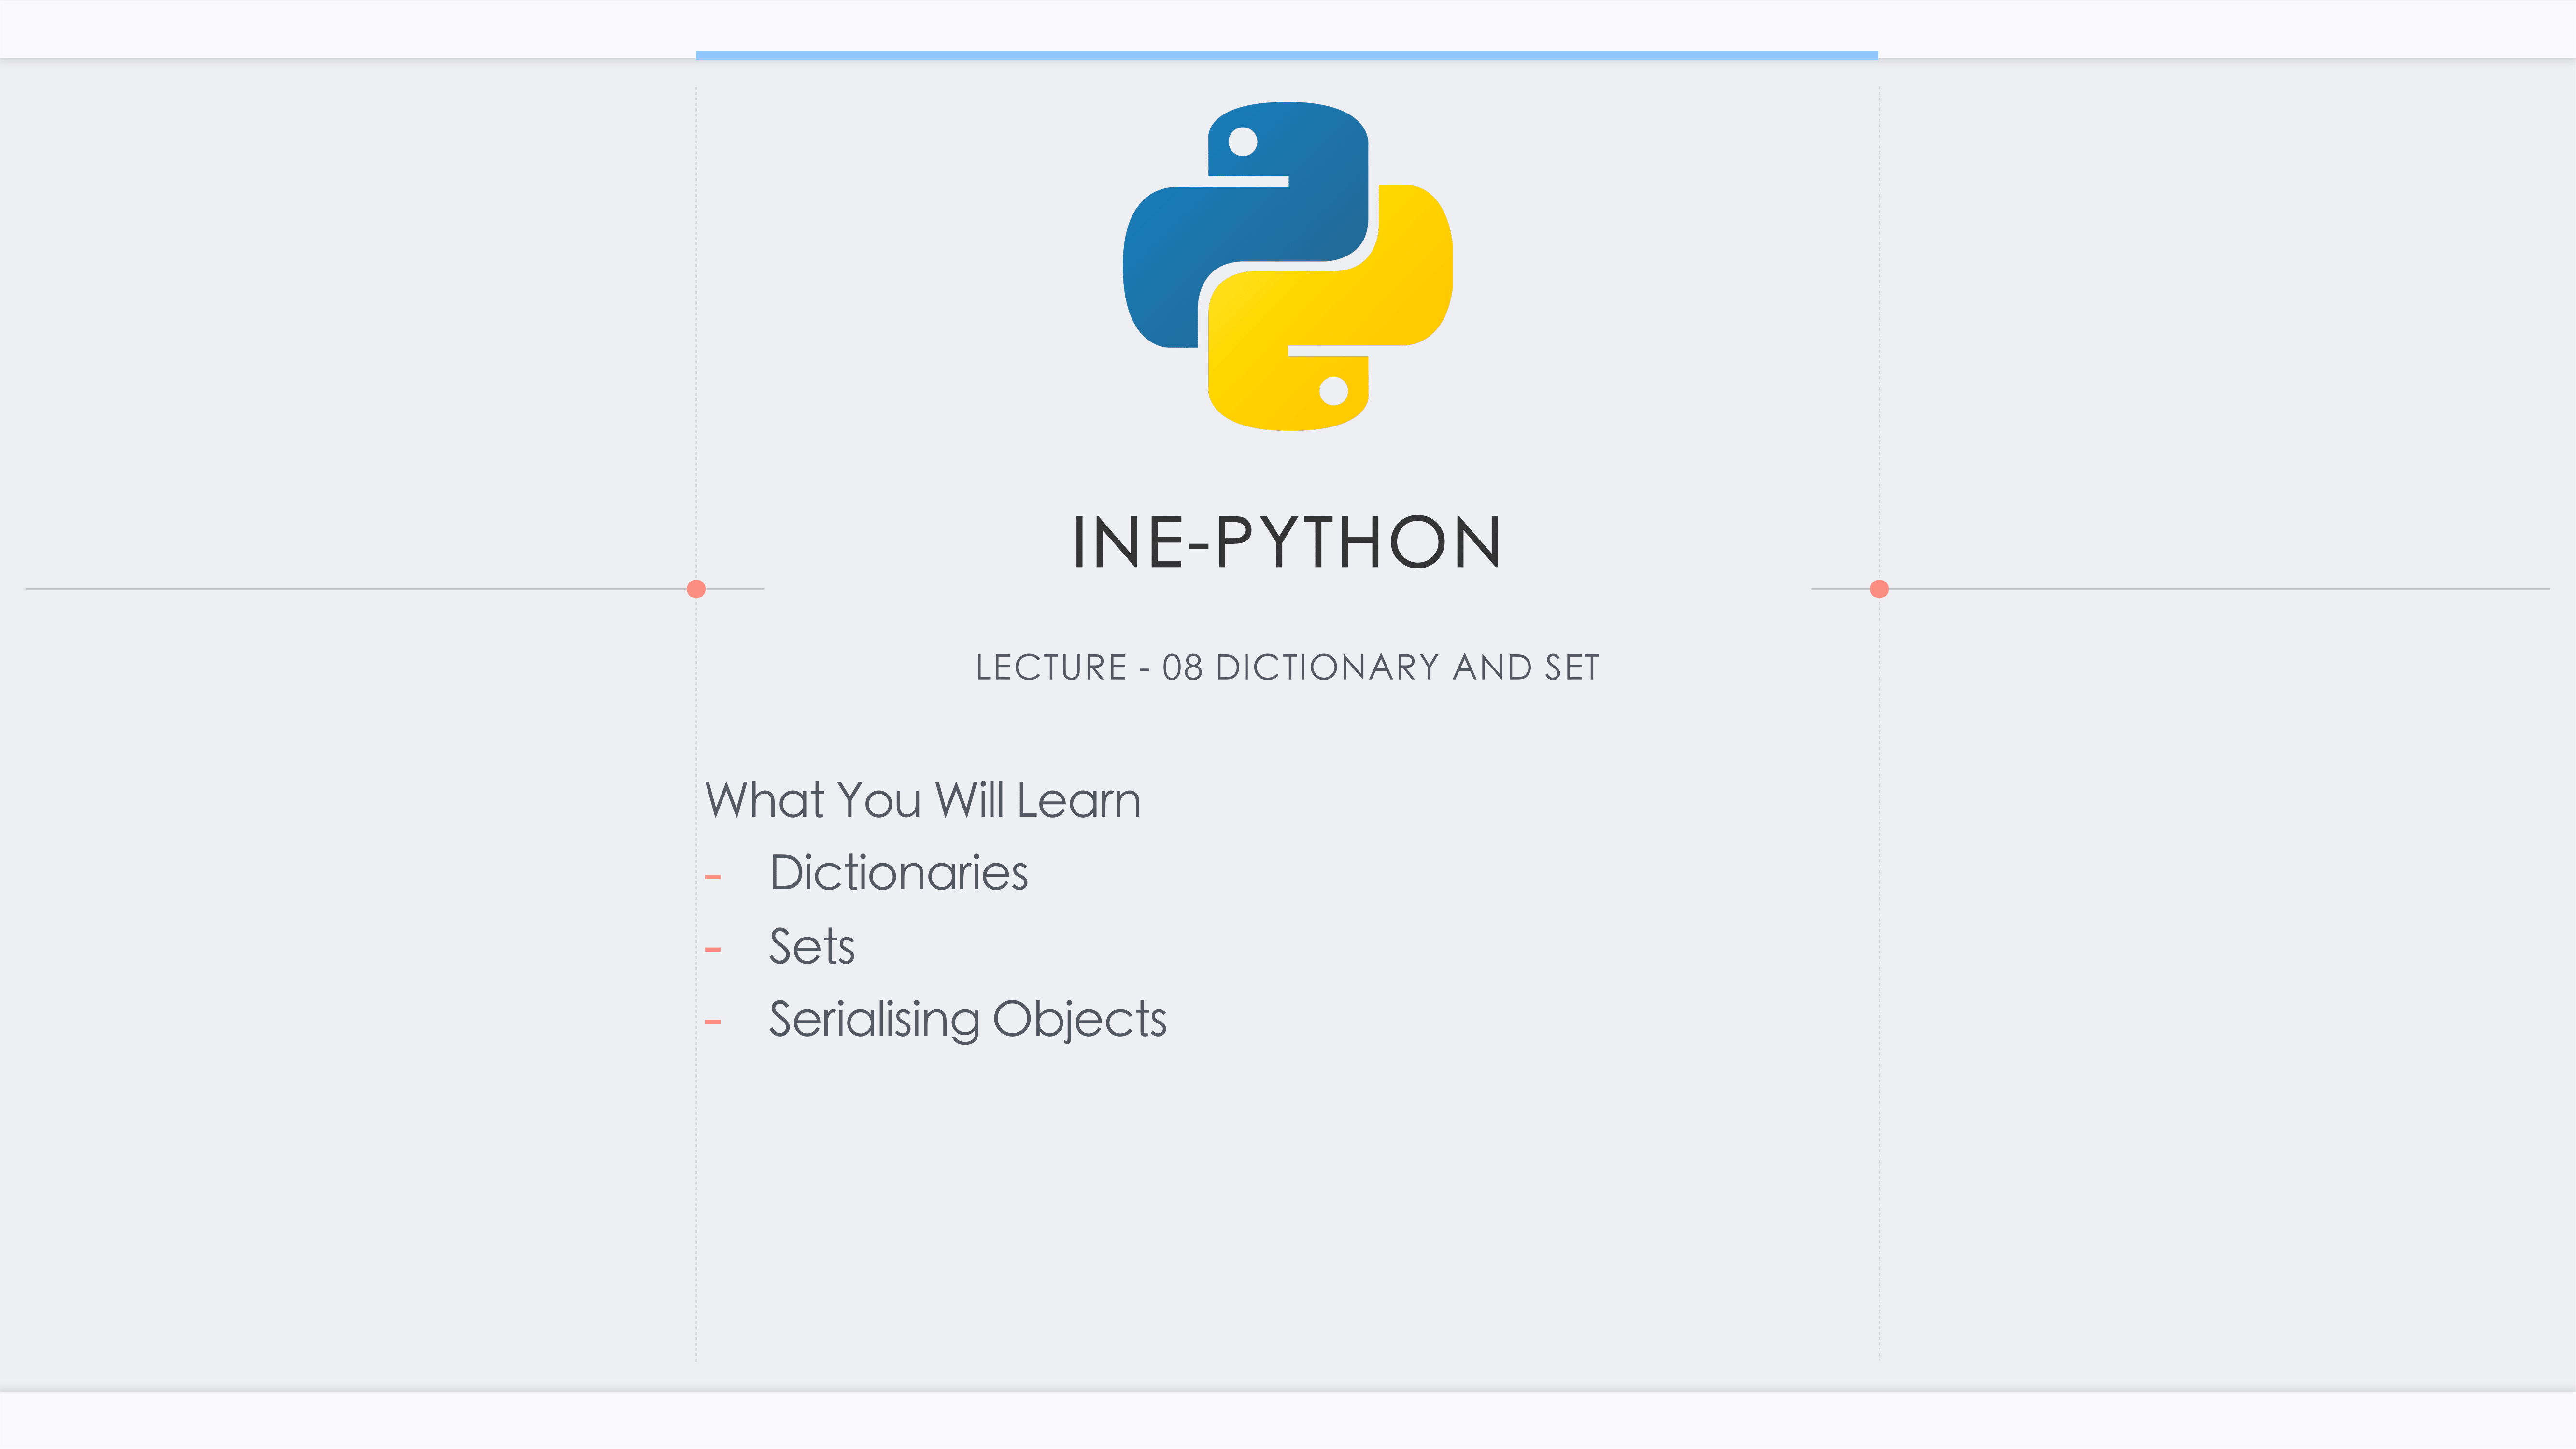 INE-PYTHON
LECTURE - 08 DICTIONARY AND SET
What You Will Learn
- Dictionaries
- Sets
- Serialising Objects